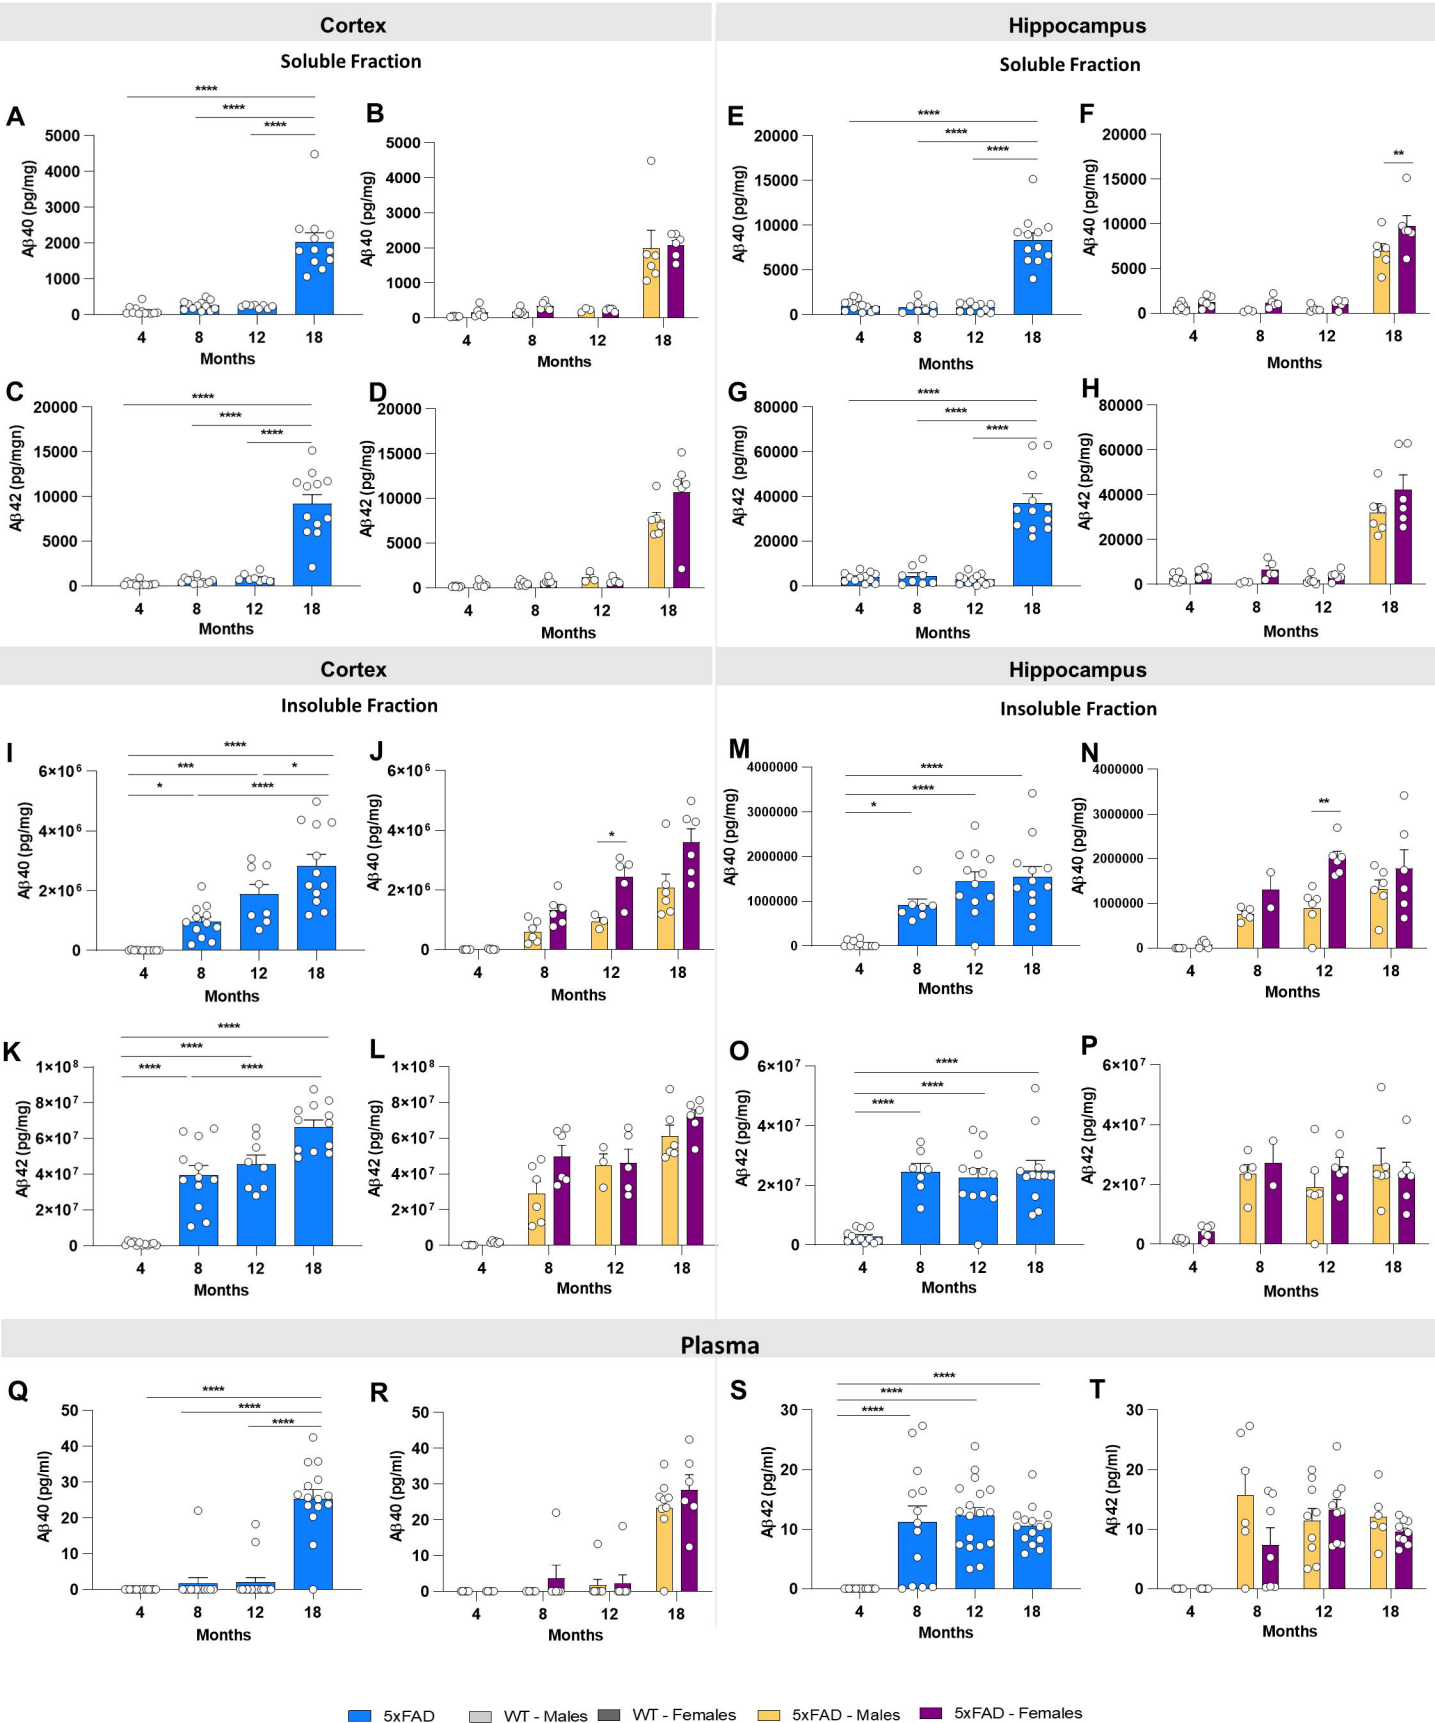 Cortex
Hippocampus
Soluble Fraction
Soluble Fraction
A
****
****
****
5000
4000
3000
2000
1000
0
Aβ40 (pg/mg)
4 8 12 18
Months
B
5000
4000
3000
2000
1000
0
Aβ40 (pg/mg)
4 8 12 18
Months
E
****
****
****
20000
15000
10000
5000
0
Aβ40 (pg/mg)
4 8 12 18
Months
F
**
20000
15000
10000
5000
0
Aβ40 (pg/mg)
4 8 12 18
Months
C
****
****
****
20000
15000
10000
5000
0
Aβ42 (pg/mgn)
4 8 12 18
Months
D
20000
15000
10000
5000
0
Aβ42 (pg/mg)
4 8 12 18
Months
G
****
****
****
80000
60000
40000
20000
0
Aβ42 (pg/mg)
4 8 12 18
Months
H
80000
60000
40000
20000
0
Aβ42 (pg/mg)
4 8 12 18
Months
Cortex
Hippocampus
Insoluble Fraction
Insoluble Fraction
I
****
*** *
* ****
6×10⁶
4×10⁶
2×10⁶
0
Aβ40 (pg/mg)
4 8 12 18
Months
J
*
6×10⁶
4×10⁶
2×10⁶
0
Aβ40 (pg/mg)
4 8 12 18
Months
M
****
****
*
4000000
3000000
2000000
1000000
0
Aβ40 (pg/mg)
4 8 12 18
Months
N
**
4000000
3000000
2000000
1000000
0
Aβ40 (pg/mg)
4 8 12 18
Months
K
****
****
**** ****
1×10⁸
8×10⁷
6×10⁷
4×10⁷
2×10⁷
0
Aβ42 (pg/mg)
4 8 12 18
Months
L
1×10⁸
8×10⁷
6×10⁷
4×10⁷
2×10⁷
0
Aβ42 (pg/mg)
4 8 12 18
Months
O
****
****
****
6×10⁷
4×10⁷
2×10⁷
0
Aβ42 (pg/mg)
4 8 12 18
Months
P
6×10⁷
4×10⁷
2×10⁷
0
Aβ42 (pg/mg)
4 8 12 18
Months
Plasma
Q
****
****
****
50
40
30
20
10
0
Aβ40 (pg/ml)
4 8 12 18
Months
R
50
40
30
20
10
0
Aβ40 (pg/ml)
4 8 12 18
Months
S
****
****
****
30
20
10
0
Aβ42 (pg/ml)
4 8 12 18
Months
T
30
20
10
0
Aβ42 (pg/ml)
4 8 12 18
Months
5xFAD WT - Males WT - Females 5xFAD - Males 5xFAD - Females